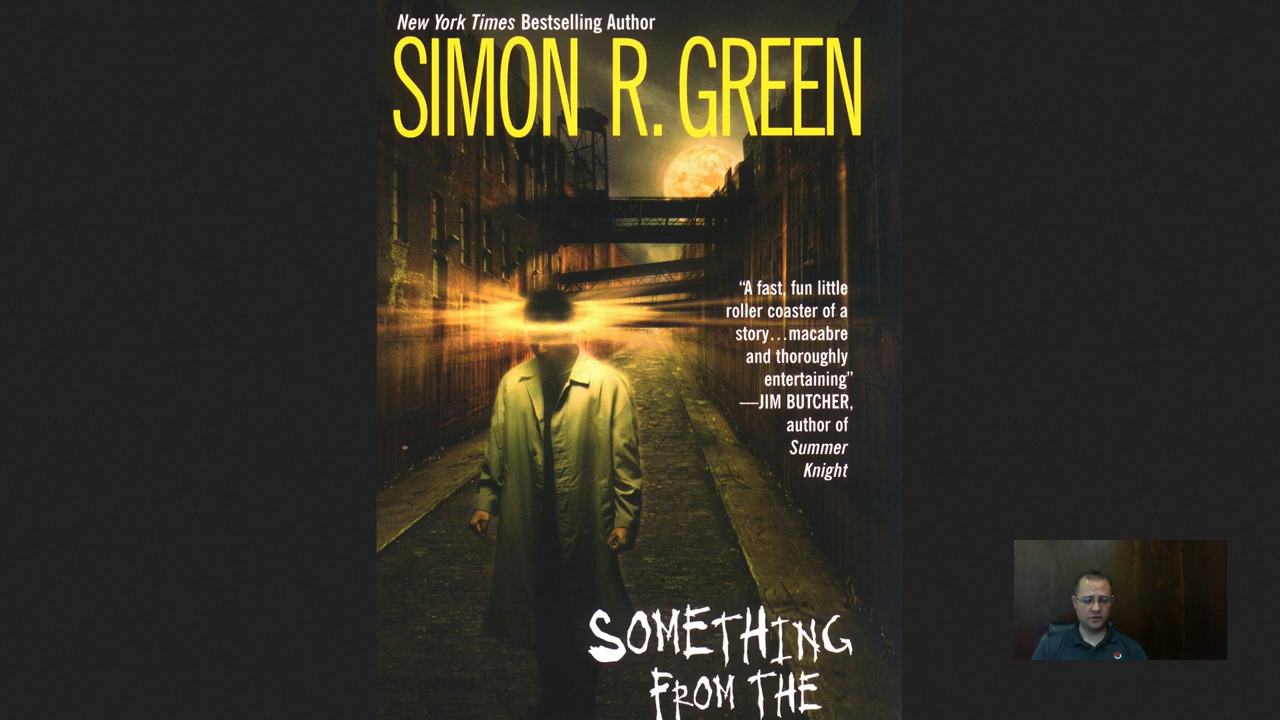 New York Times Bestselling Author
SIMON R. GREEN
“A fast, fun little
roller coaster of a
story...macabre
and thoroughly
entertaining”
—JIM BUTCHER,
author of
Summer
Knight
SOMETHING
FROM THE